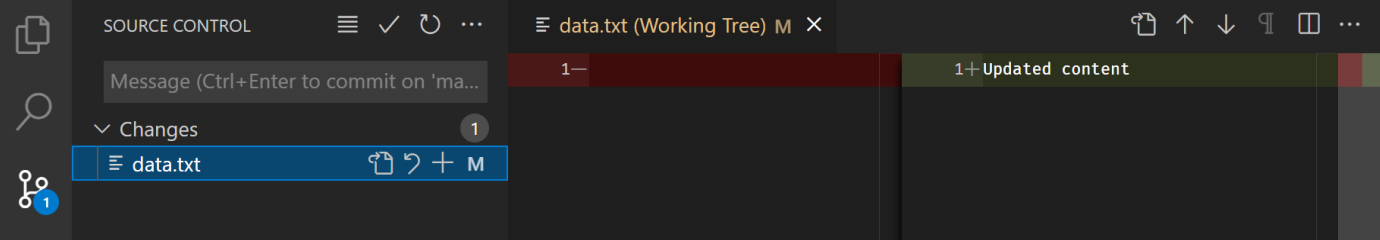 SOURCE CONTROL
Message (Ctrl+Enter to commit on 'ma...
Changes 1
data.txt M
1
data.txt (Working Tree) M
1−
1+ Updated content